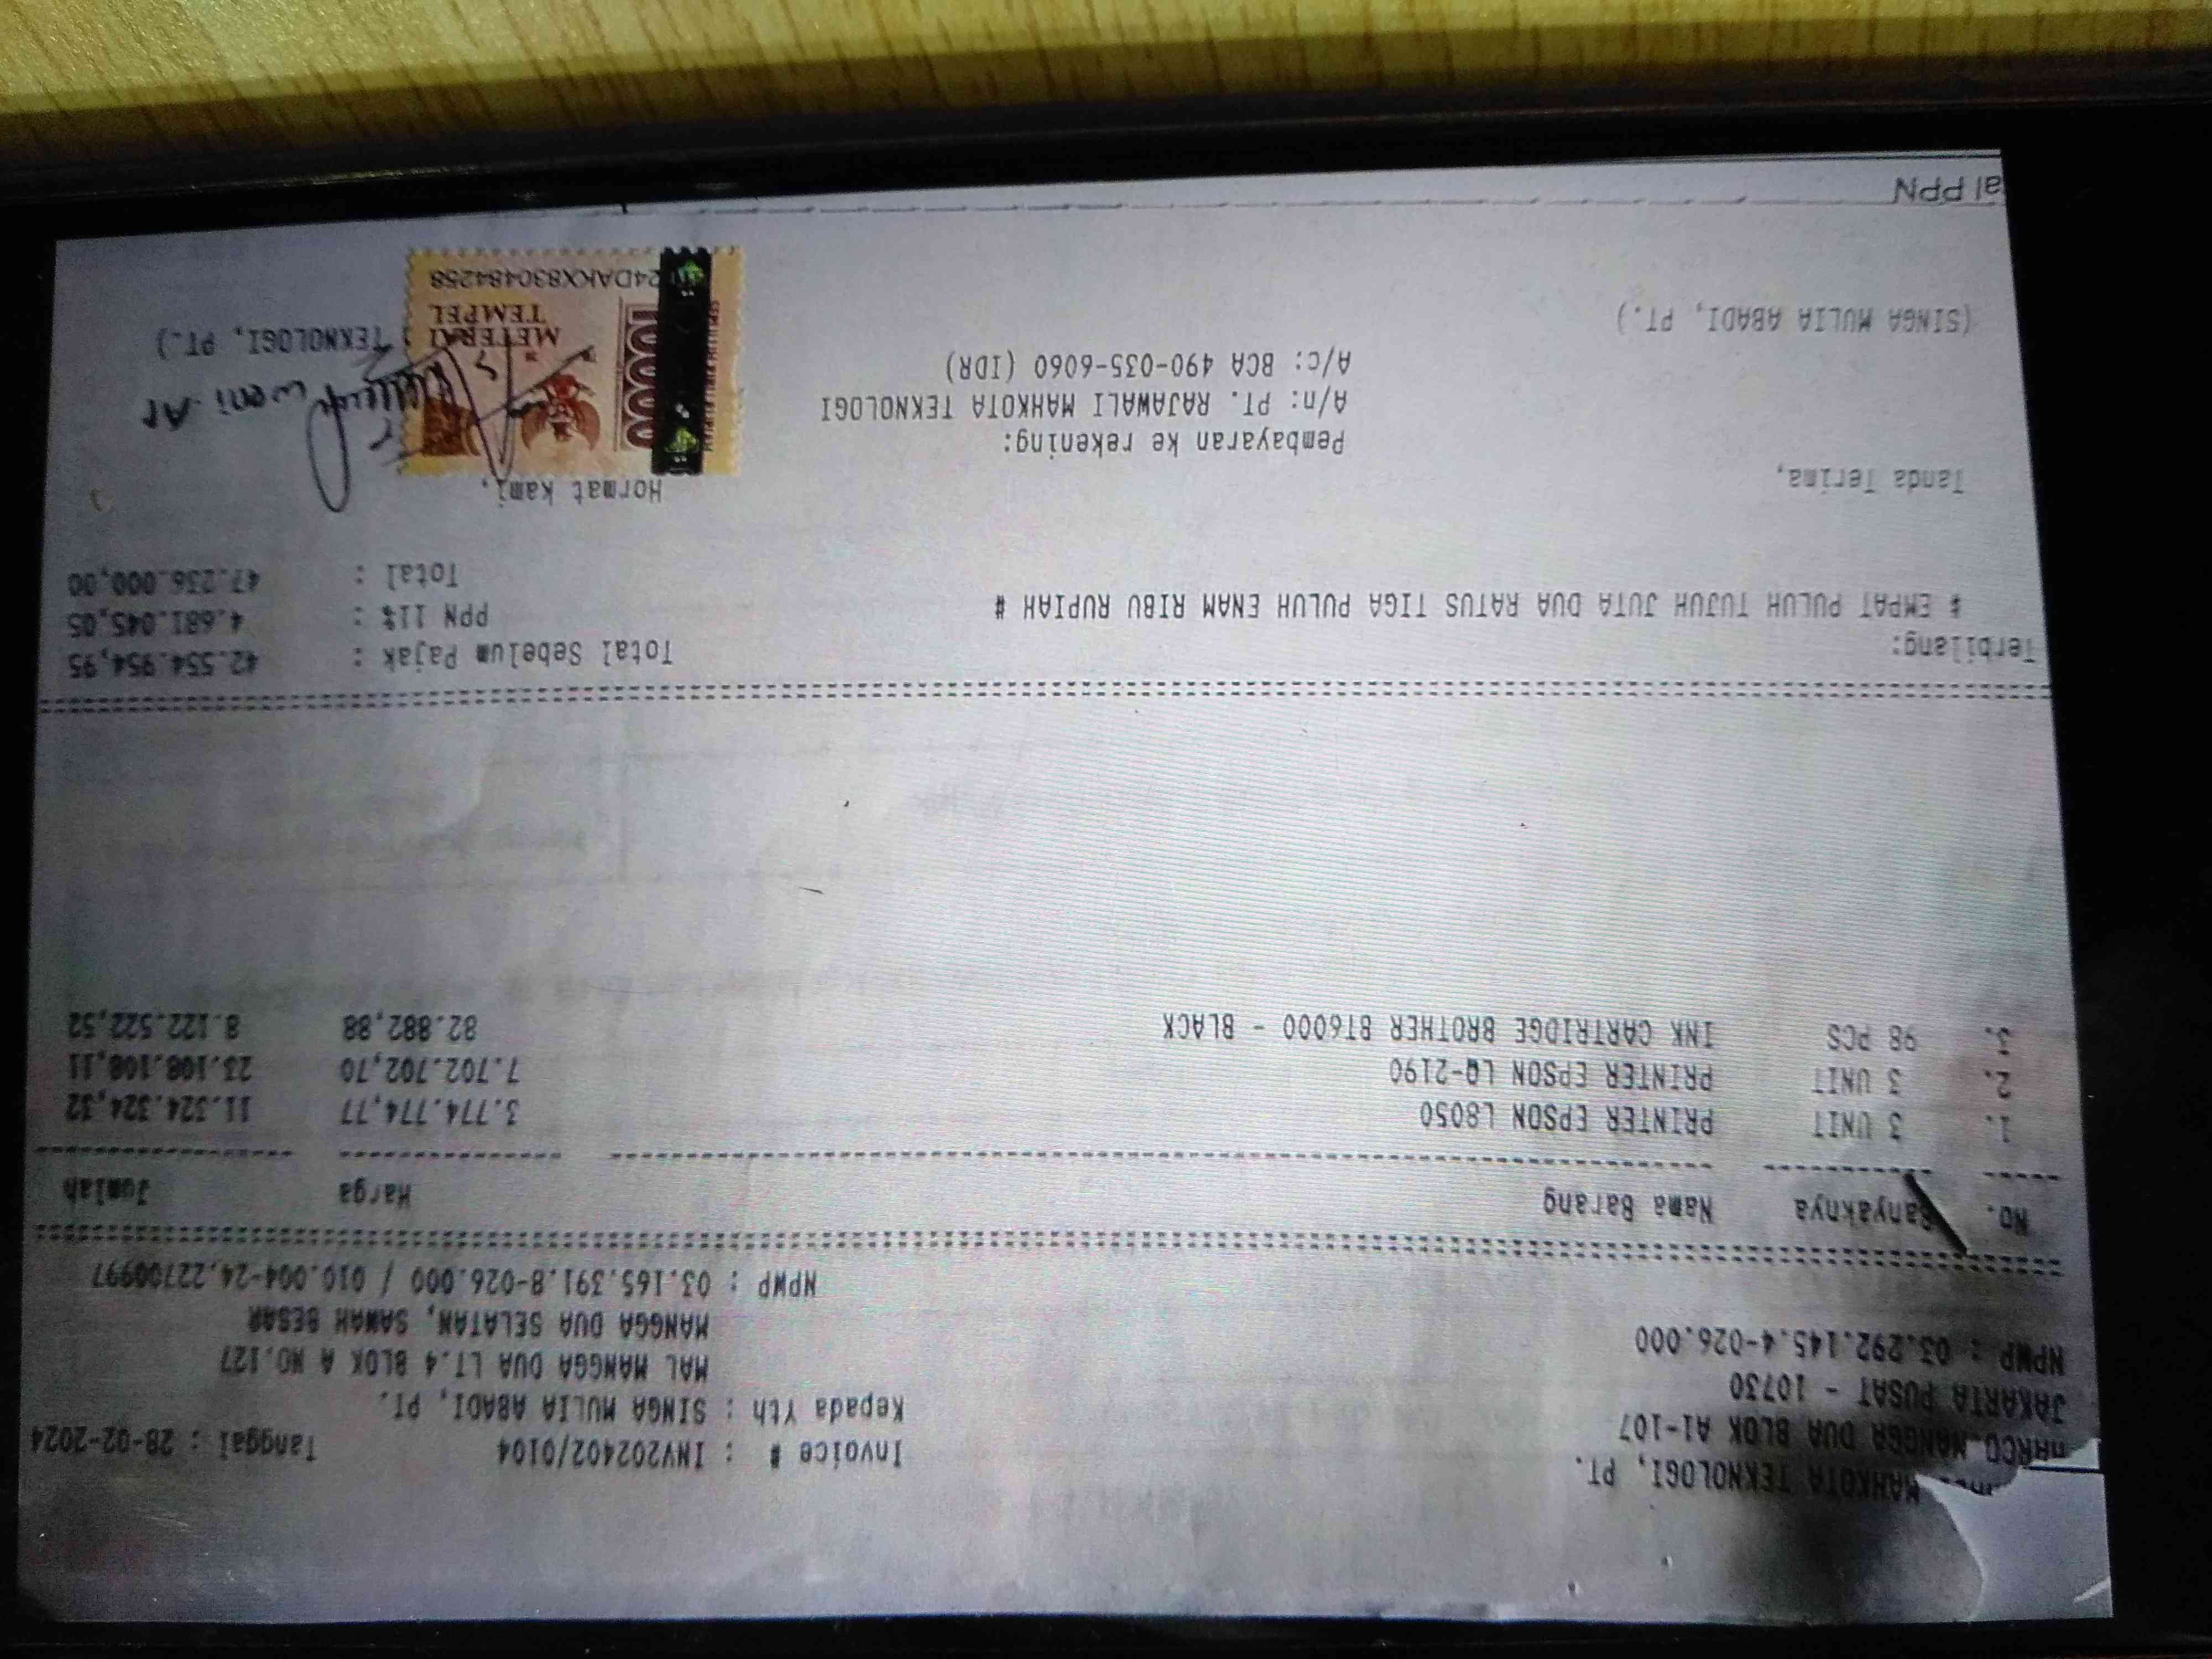 MAHKOTA TEKNOLOGI, PT.
HARCO MANGGA DUA BLOK A1-107
JAKARTA PUSAT - 10730
NPWP : 03.292.145.4-026.000
Invoice # : INV202402/0104 Tanggal : 28-02-2024
Kepada Yth : SINGA MULIA ABADI, PT.
MAL MANGGA DUA LT.4 BLOK A NO.127
MANGGA DUA SELATAN, SAWAH BESAR
NPWP : 03.165.391.8-026.000 / 010.004-24.22700997
No. Banyaknya Nama Barang Harga Jumlah
1. 3 UNIT PRINTER EPSON L8050 3.774.774,77 11.324.324,32
2. 3 UNIT PRINTER EPSON LQ-2190 7.702.702,70 23.108.108,11
3. 98 PCS INK CARTRIDGE BROTHER BT6000 - BLACK 82.882,88 8.122.522,52
Terbilang:
# EMPAT PULUH TUJUH JUTA DUA RATUS TIGA PULUH ENAM RIBU RUPIAH #
Total Sebelum Pajak : 42.554.954,95
PPN 11% : 4.681.045,05
Total : 47.236.000,00
Tanda Terima,
Pembayaran ke rekening:
A/n: PT. RAJAWALI MAHKOTA TEKNOLOGI
A/c: BCA 490-035-6060 (IDR)
Hormat kami,
10000
METERAI
TEMPEL
24DAKX830484258
(SINGA MULIA ABADI, PT.)
TEKNOLOGI, PT.)
al PPN